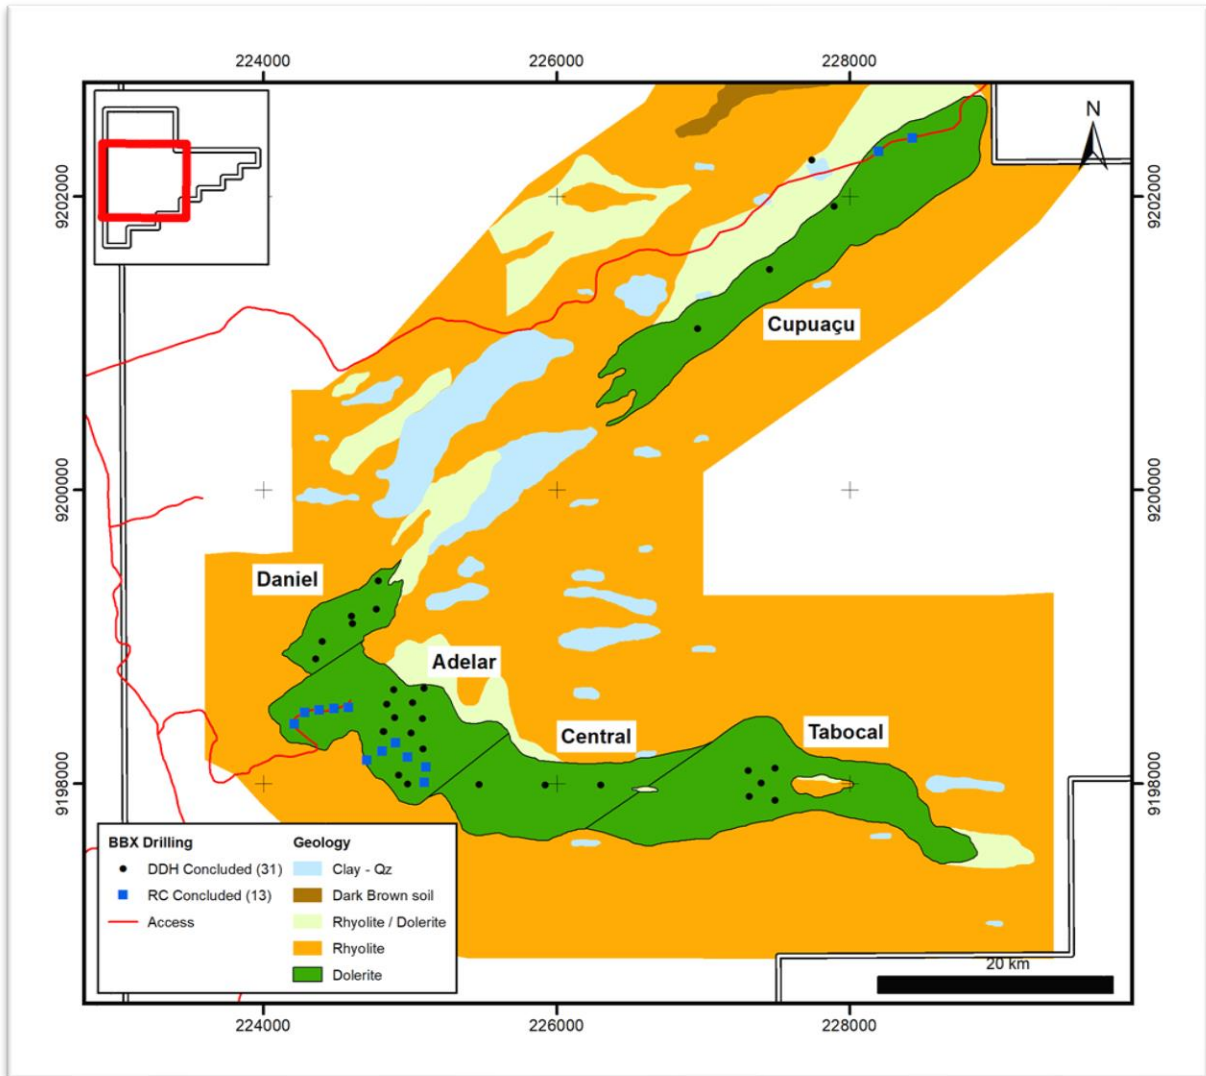 224000
226000
228000
N
9202000
9202000
Cupuaçu
9200000
9200000
Daniel
Adelar
Central
Tabocal
9198000
9198000
BBX Drilling
DDH Concluded (31)
RC Concluded (13)
Access
Geology
Clay - Qz
Dark Brown soil
Rhyolite / Dolerite
Rhyolite
Dolerite
20 km
224000
226000
228000